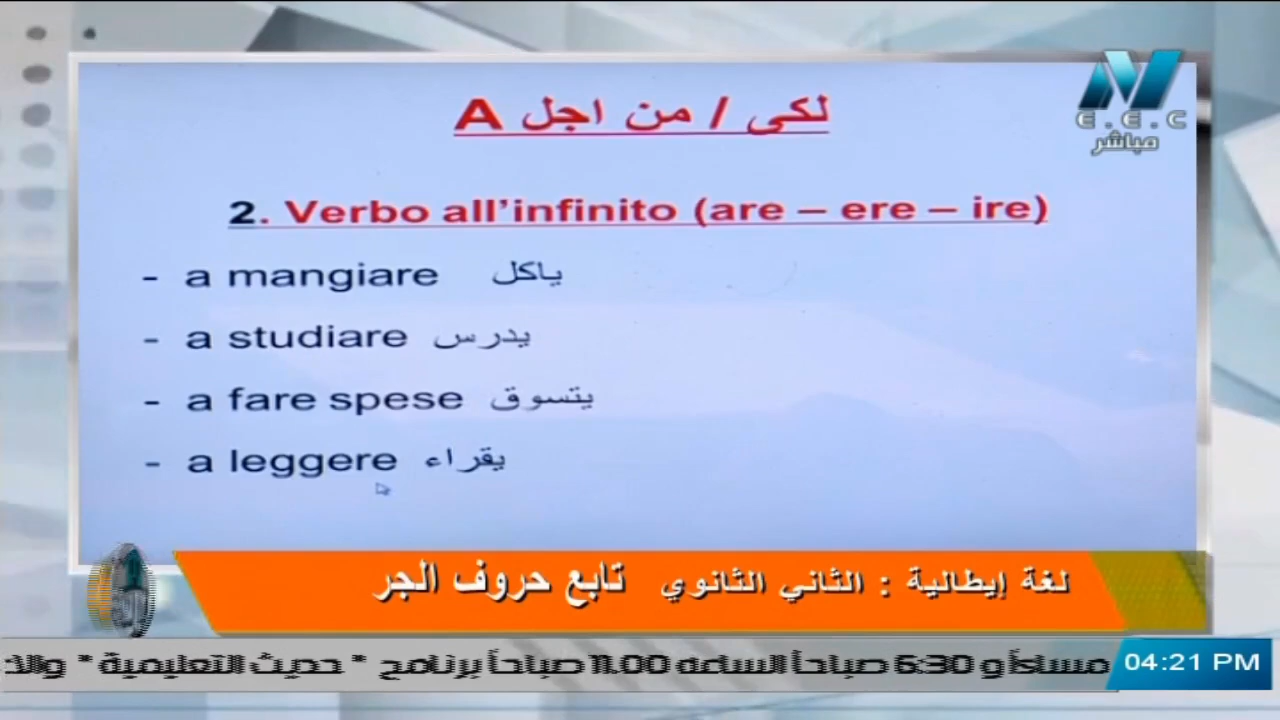 لكى / من اجل A
2. Verbo all’infinito (are – ere – ire)
- a mangiare ياكل
- a studiare يدرس
- a fare spese يتسوق
- a leggere يقراء
E.E.C
مباشر
لغة إيطالية : الثاني الثانوي تابع حروف الجر
مساءاً و 6:30 صباحاً الساعه 11.00 صباحاً برنامج " حديث التعليمية "
04:21 PM